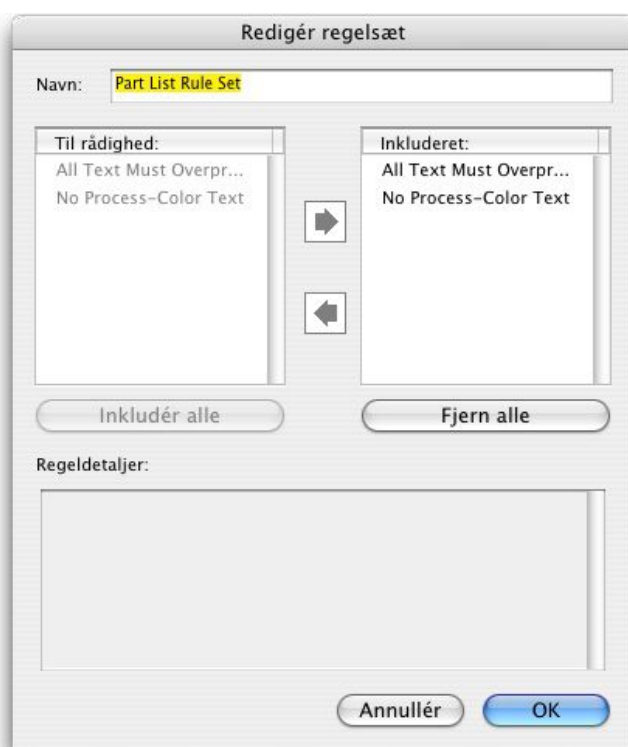 Redigér regelsæt
Navn: Part List Rule Set
Til rådighed:
All Text Must Overpr...
No Process-Color Text
Inkluderet:
All Text Must Overpr...
No Process-Color Text
Inkludér alle
Fjern alle
Regeldetaljer:
Annullér
OK